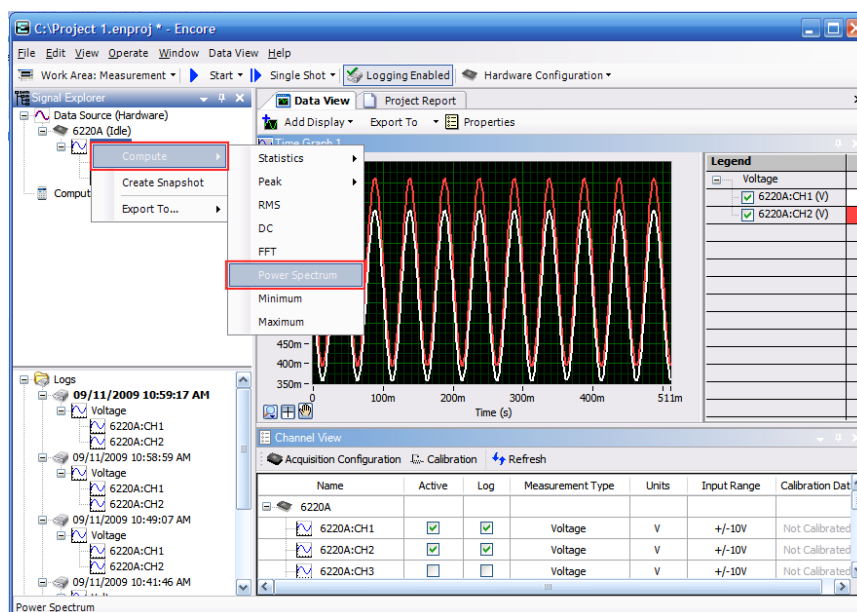 C:\Project 1.enproj * - Encore
File Edit View Operate Window Data View Help
Work Area: Measurement Start Single Shot Logging Enabled Hardware Configuration
Signal Explorer
Data Source (Hardware)
6220A (Idle)
Comput
Compute
Create Snapshot
Export To...
Statistics
Peak
RMS
DC
FFT
Power Spectrum
Minimum
Maximum
Data View Project Report
Add Display Export To Properties
Time Graph 1
450m
400m
350m
0 100m 200m 300m 400m 511m
Time (s)
Legend
Voltage
6220A:CH1 (V)
6220A:CH2 (V)
Logs
09/11/2009 10:59:17 AM
Voltage
6220A:CH1
6220A:CH2
09/11/2009 10:58:59 AM
Voltage
6220A:CH1
6220A:CH2
09/11/2009 10:49:07 AM
Voltage
6220A:CH1
6220A:CH2
09/11/2009 10:41:46 AM
Channel View
Acquisition Configuration Calibration Refresh
Name Active Log Measurement Type Units Input Range Calibration Dat
6220A
6220A:CH1 Voltage V +/-10V Not Calibrated
6220A:CH2 Voltage V +/-10V Not Calibrated
6220A:CH3 Voltage V +/-10V Not Calibrated
Power Spectrum